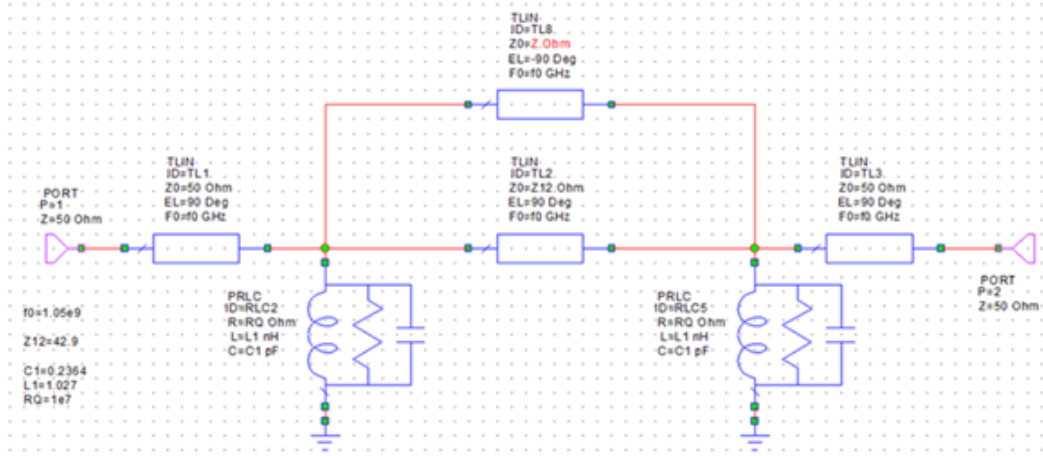 TLIN
ID=TL8
Z0=Z.Ohm
EL=-90 Deg
F0=f0 GHz
TLIN
ID=TL1
Z0=50 Ohm
EL=90 Deg
F0=f0 GHz
TLIN
ID=TL2
Z0=Z12.Ohm
EL=90 Deg
F0=f0 GHz
TLIN
ID=TL3
Z0=50 Ohm
EL=90 Deg
F0=f0 GHz
PORT
P=1
Z=50 Ohm
PORT
P=2
Z=50 Ohm
PRLC
ID=RLC2
R=RQ Ohm
L=L1 nH
C=C1 pF
PRLC
ID=RLC5
R=RQ Ohm
L=L1 nH
C=C1 pF
f0=1.05e9
Z12=42.9
C1=0.2364
L1=1.027
RQ=1e7